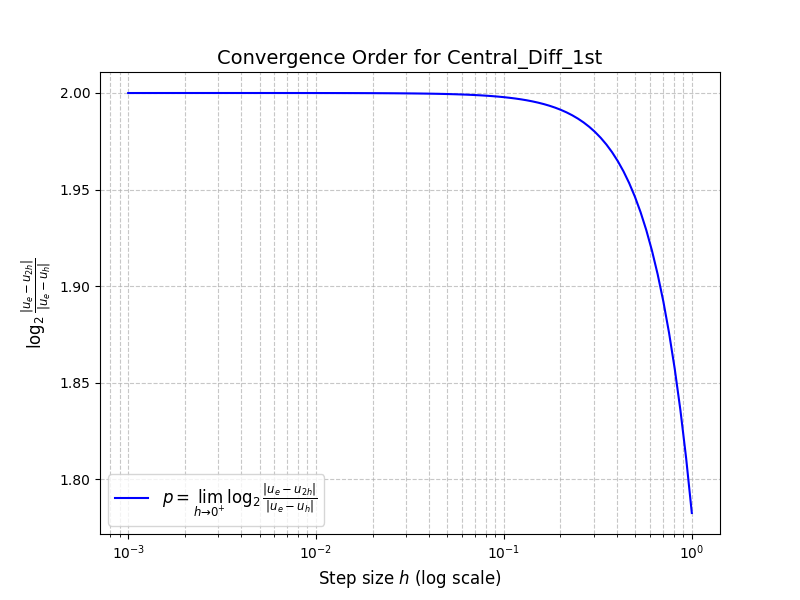 Convergence Order for Central_Diff_1st
2.00
1.95
1.90
1.85
1.80
log₂ |uₑ − u₂ₕ| / |uₑ − uₕ|
p = lim_{h→0⁺} log₂ |uₑ − u₂ₕ| / |uₑ − uₕ|
10⁻³ 10⁻² 10⁻¹ 10⁰
Step size h (log scale)